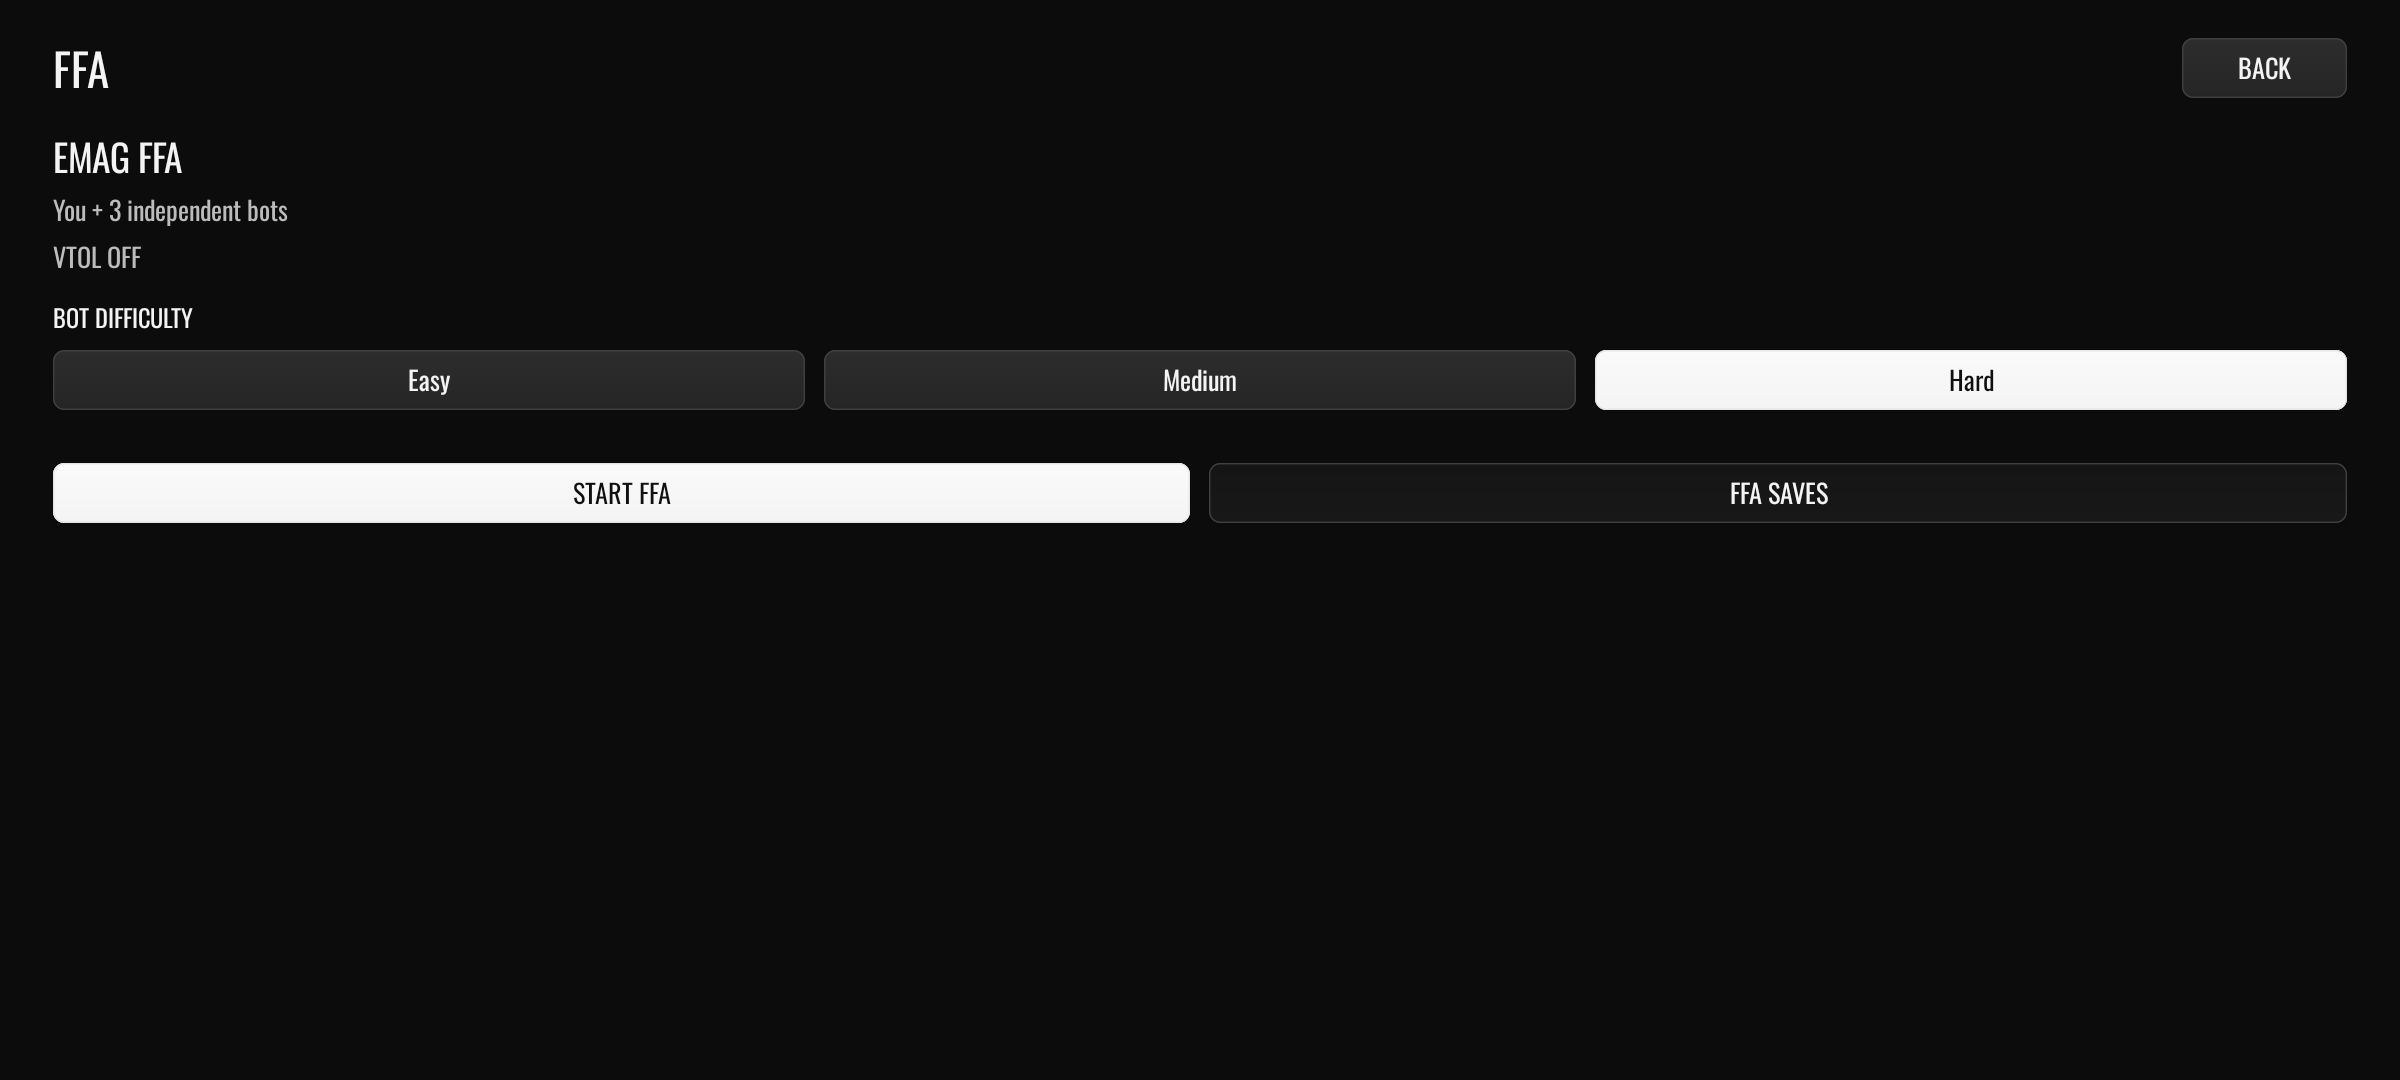 FFA
BACK
EMAG FFA
You + 3 independent bots
VTOL OFF
BOT DIFFICULTY
Easy
Medium
Hard
START FFA
FFA SAVES